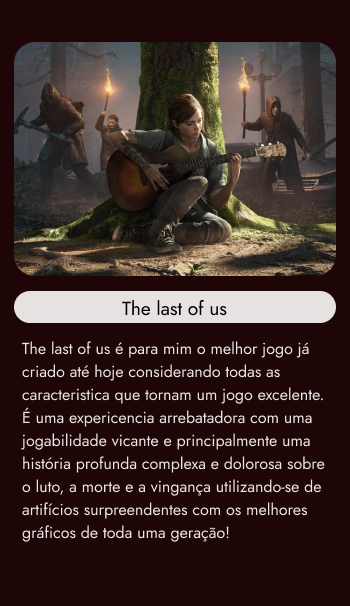 The last of us
The last of us é para mim o melhor jogo já
criado até hoje considerando todas as
caracteristica que tornam um jogo excelente.
É uma expericencia arrebatadora com uma
jogabilidade vicante e principalmente uma
história profunda complexa e dolorosa sobre
o luto, a morte e a vingança utilizando-se de
artifícios surpreendentes com os melhores
gráficos de toda uma geração!